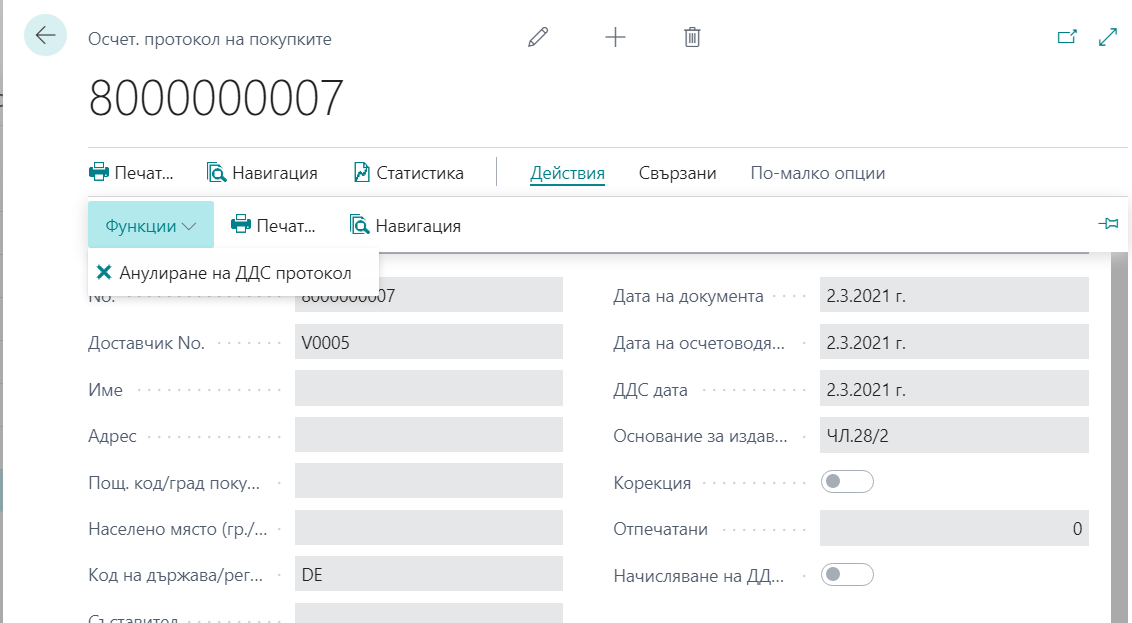 Осчет. протокол на покупките
8000000007
Печат... Навигация Статистика Действия Свързани По-малко опции
Функции Печат... Навигация
Анулиране на ДДС протокол
No. 8000000007 Дата на документа 2.3.2021 г.
Доставчик No. V0005 Дата на осчетоводя... 2.3.2021 г.
Име ДДС дата 2.3.2021 г.
Адрес Основание за издав... ЧЛ.28/2
Пощ. код/град поку... Корекция
Населено място (гр./... Отпечатани 0
Код на държава/рег... DE Начисляване на ДД...
Съставител